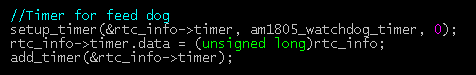 //Timer for feed dog
setup_timer(&rtc_info->timer, am1805_watchdog_timer, 0);
rtc_info->timer.data = (unsigned long)rtc_info;
add_timer(&rtc_info->timer);